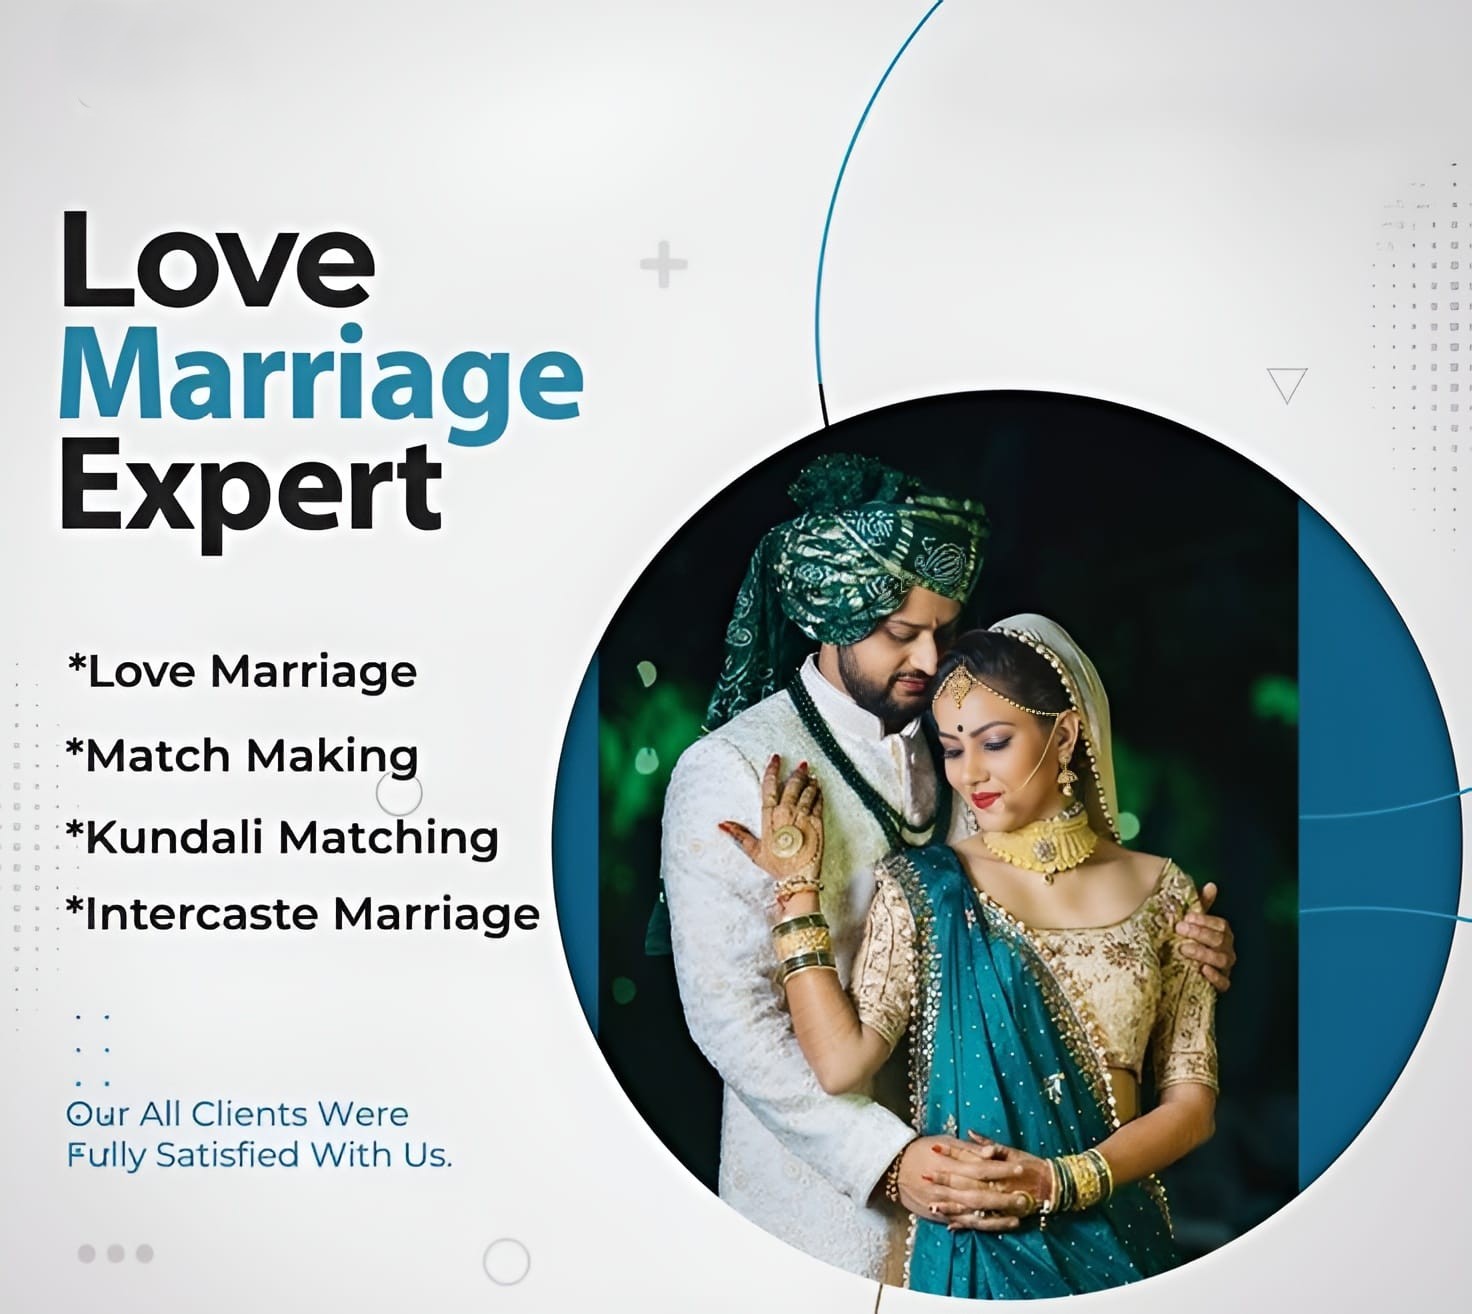 Love
Marriage
Expert
*Love Marriage
*Match Making
*Kundali Matching
*Intercaste Marriage
Our All Clients Were
Fully Satisfied With Us.